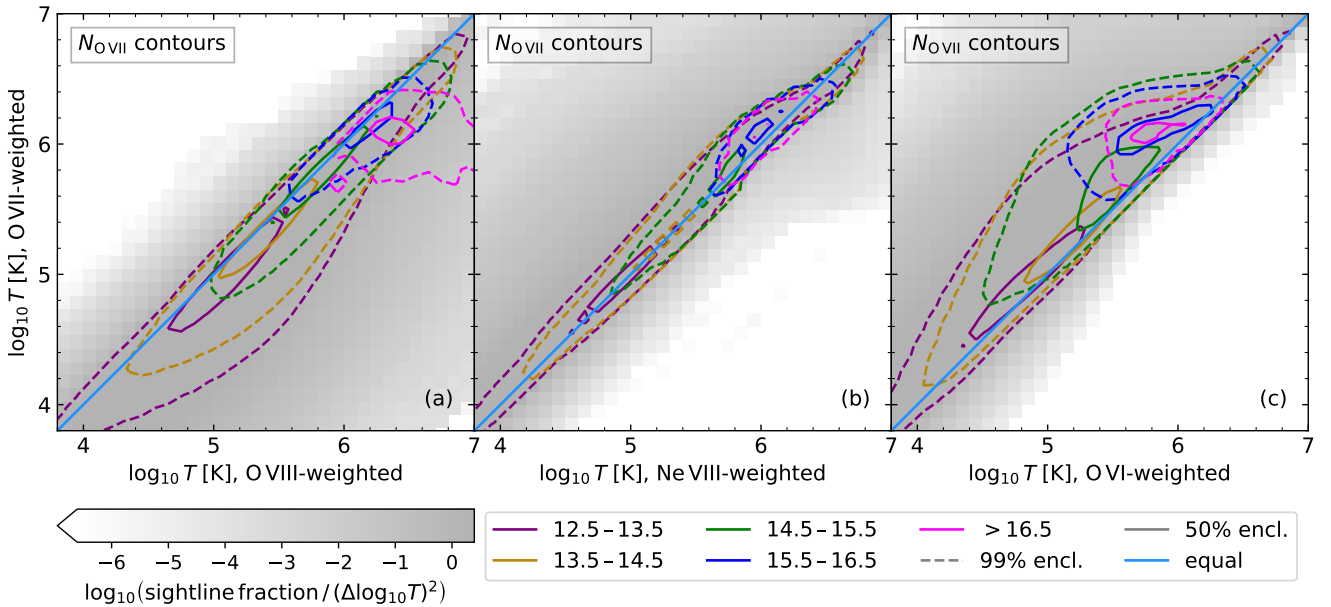 N_O VII contours
N_O VII contours
N_O VII contours
7
6
5
4
log₁₀ T [K], O VII-weighted
(a)
(b)
(c)
4 5 6 7
4 5 6 7
4 5 6 7
log₁₀ T [K], O VIII-weighted
log₁₀ T [K], Ne VIII-weighted
log₁₀ T [K], O VI-weighted
−6 −5 −4 −3 −2 −1 0
log₁₀(sightline fraction / (Δlog₁₀T)²)
12.5–13.5
13.5–14.5
14.5–15.5
15.5–16.5
> 16.5
99% encl.
50% encl.
equal